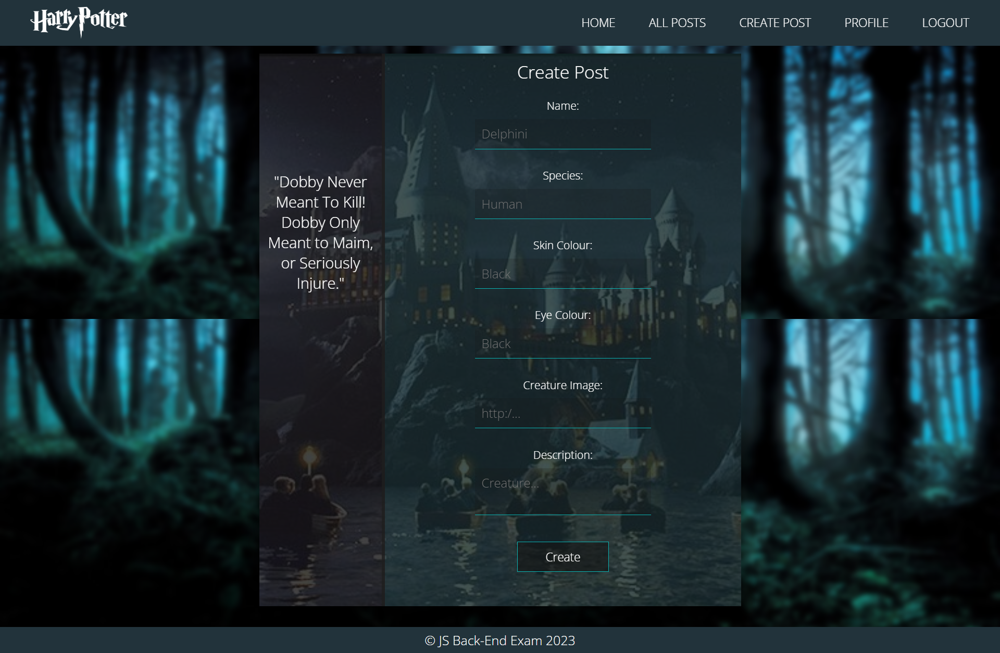 Harry Potter
HOME
ALL POSTS
CREATE POST
PROFILE
LOGOUT
"Dobby Never
Meant To Kill!
Dobby Only
Meant to Maim,
or Seriously
Injure."
Create Post
Name:
Delphini
Species:
Human
Skin Colour:
Black
Eye Colour:
Black
Creature Image:
http:/...
Description:
Creature...
Create
© JS Back-End Exam 2023